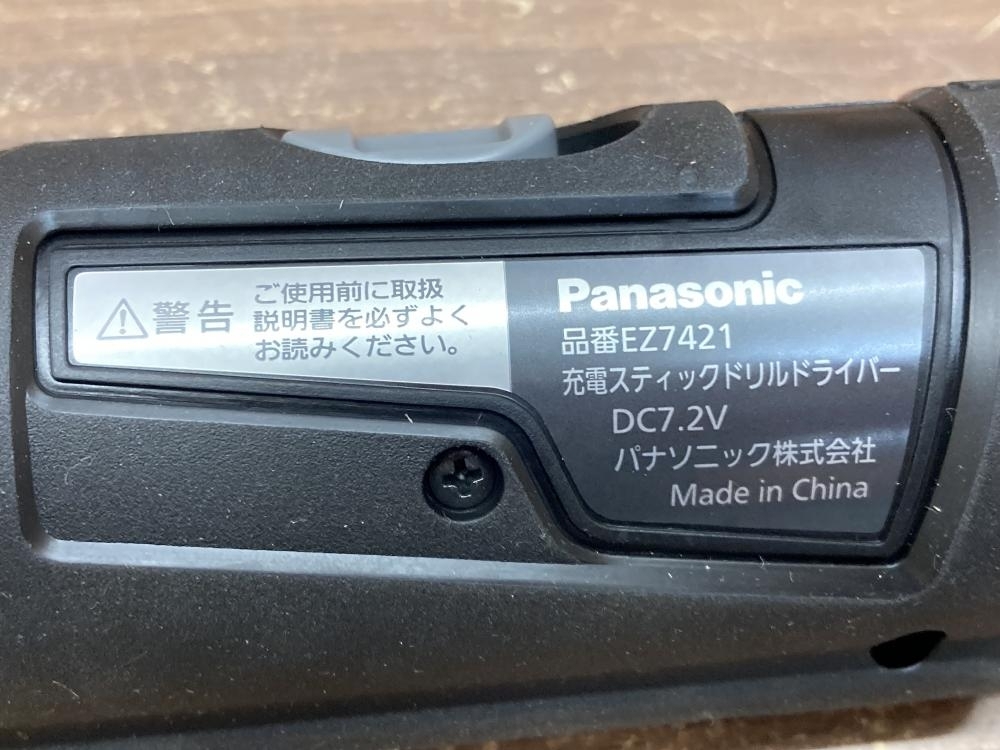 警告
ご使用前に取扱
説明書を必ずよく
お読みください。
Panasonic
品番EZ7421
充電スティックドリルドライバー
DC7.2V
パナソニック株式会社
Made in China